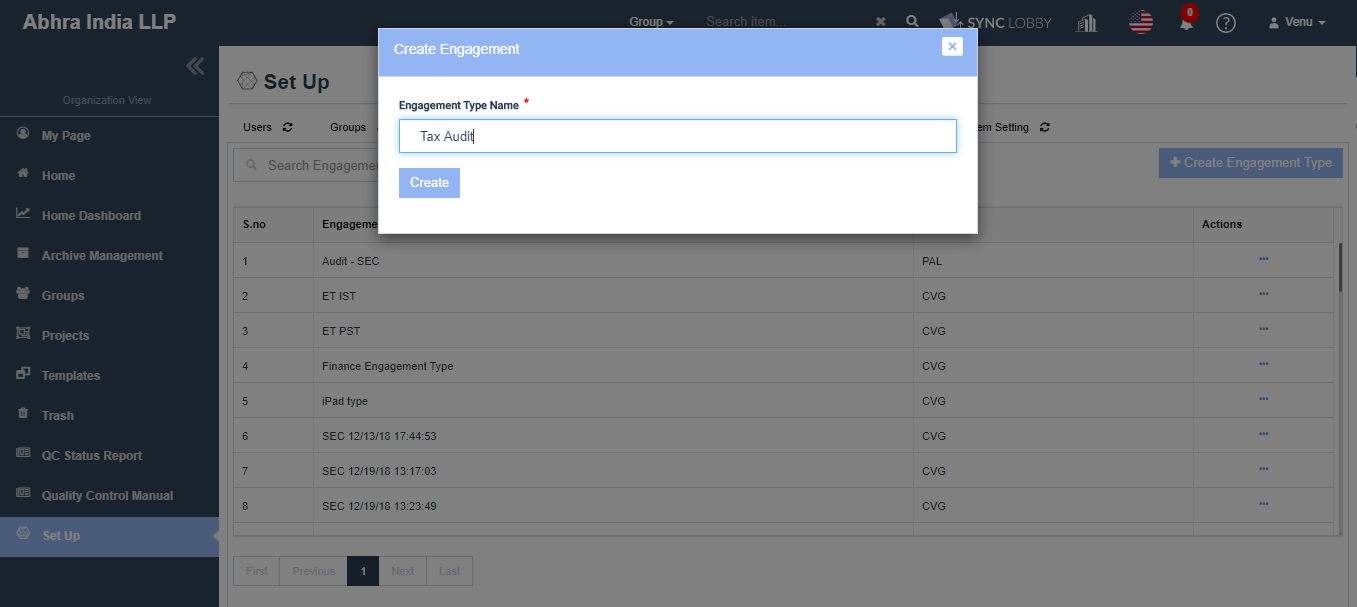 Abhra India LLP
Group
Search item...
SYNC LOBBY
0
Venu
Organization View
My Page
Home
Home Dashboard
Archive Management
Groups
Projects
Templates
Trash
QC Status Report
Quality Control Manual
Set Up
Set Up
Users
Groups
em Setting
Search Engageme
Create Engagement Type
Create Engagement
Engagement Type Name *
Tax Audit
Create
S.no Engageme Actions
1 Audit - SEC PAL ...
2 ET IST CVG ...
3 ET PST CVG ...
4 Finance Engagement Type CVG ...
5 iPad type CVG ...
6 SEC 12/13/18 17:44:53 CVG ...
7 SEC 12/19/18 13:17:03 CVG ...
8 SEC 12/19/18 13:23:49 CVG ...
First Previous 1 Next Last